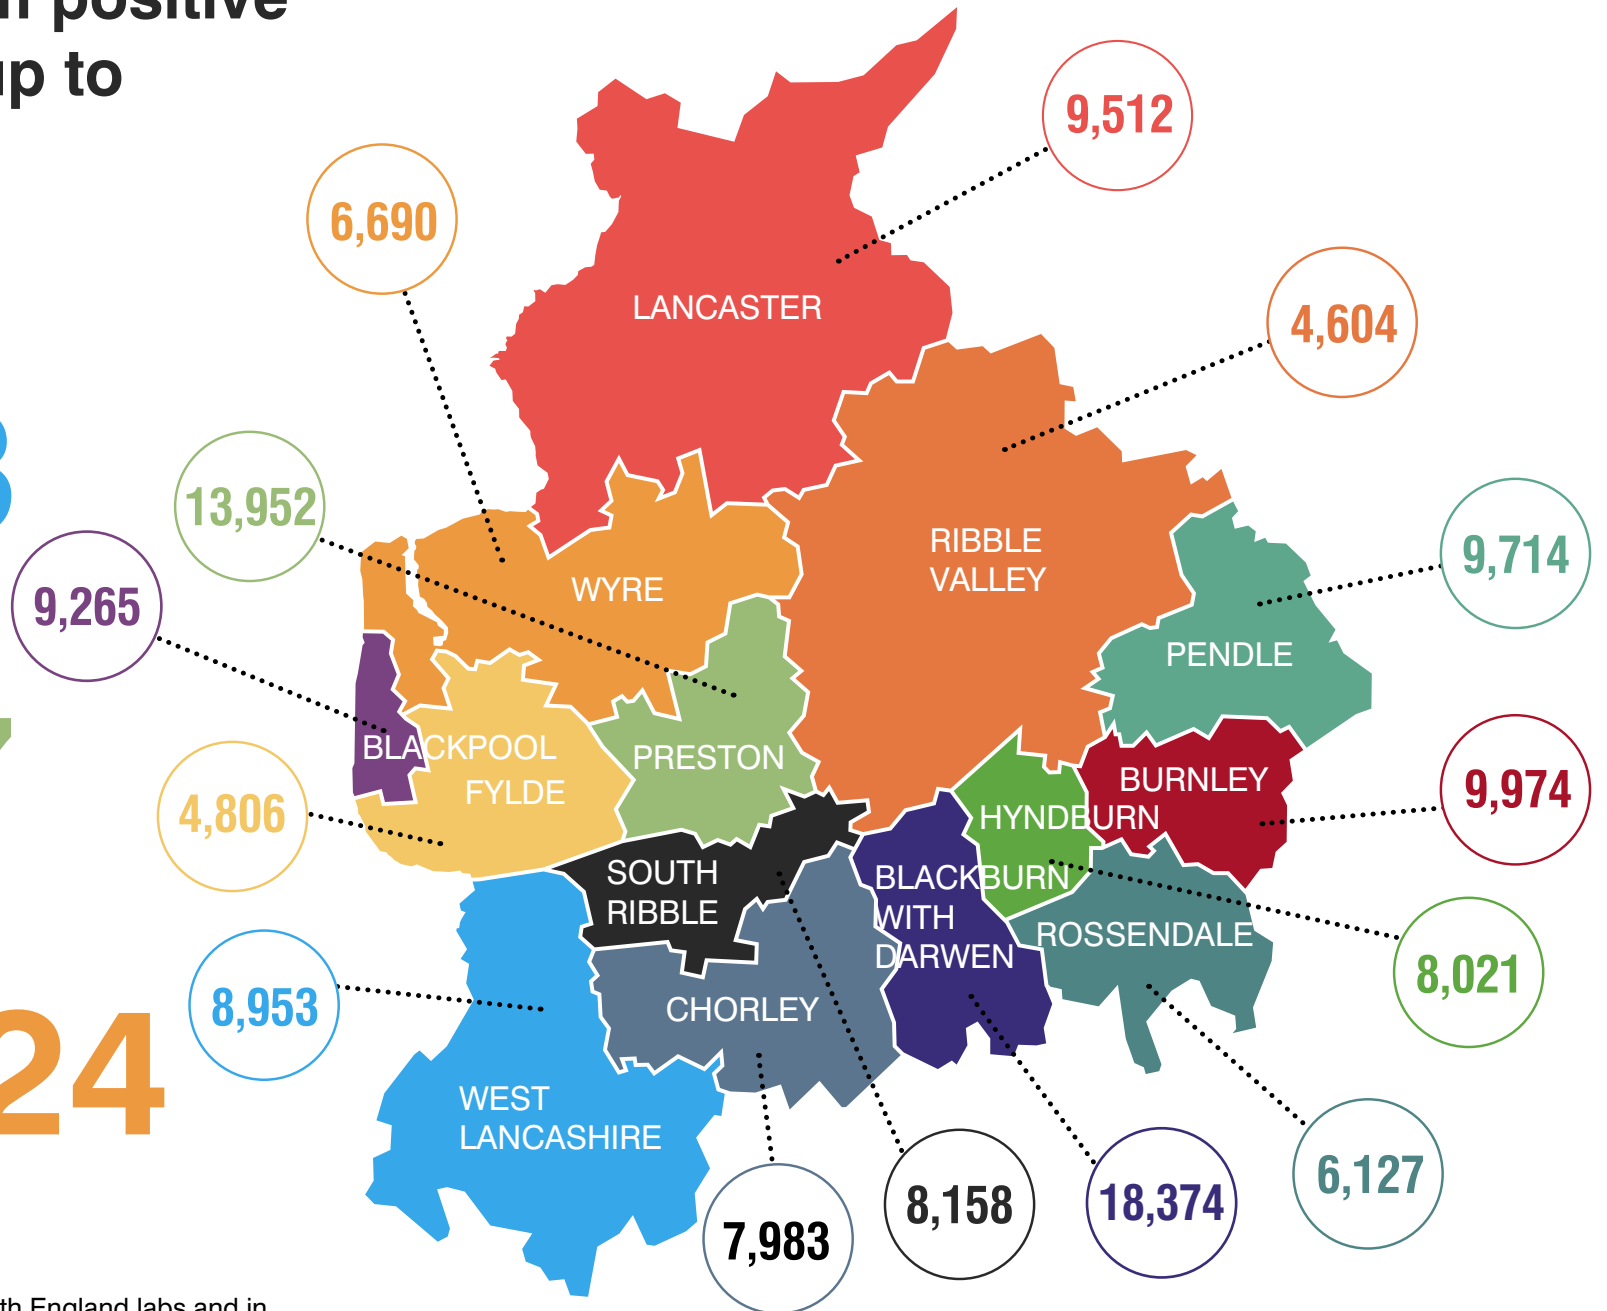 positive
up to
9,512
6,690
LANCASTER
4,604
13,952
RIBBLE
VALLEY
9,714
9,265
WYRE
PENDLE
BLACKPOOL
PRESTON
4,806
FYLDE
BURNLEY
9,974
HYNDBURN
SOUTH
RIBBLE
BLACKBURN
WITH
DARWEN
ROSSENDALE
8,021
8,953
CHORLEY
24
WEST
LANCASHIRE
7,983
8,158
18,374
6,127
England labs and in